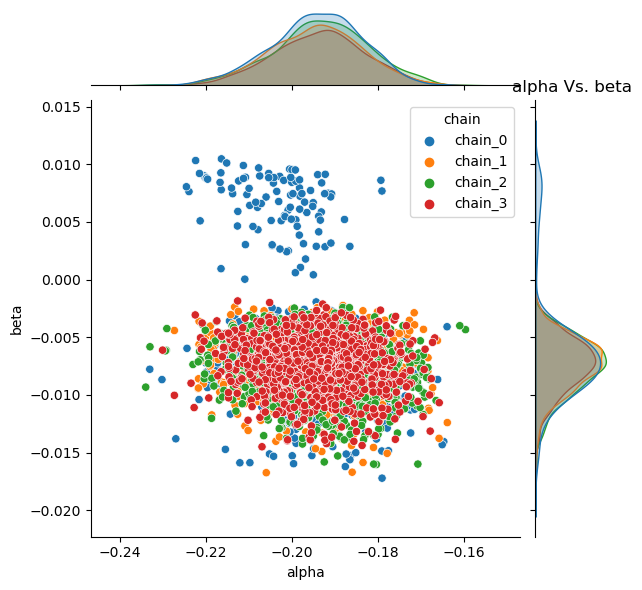 alpha Vs. beta
0.015
0.010
0.005
0.000
−0.005
−0.010
−0.015
−0.020
beta
chain
chain_0
chain_1
chain_2
chain_3
−0.24
−0.22
−0.20
−0.18
−0.16
alpha